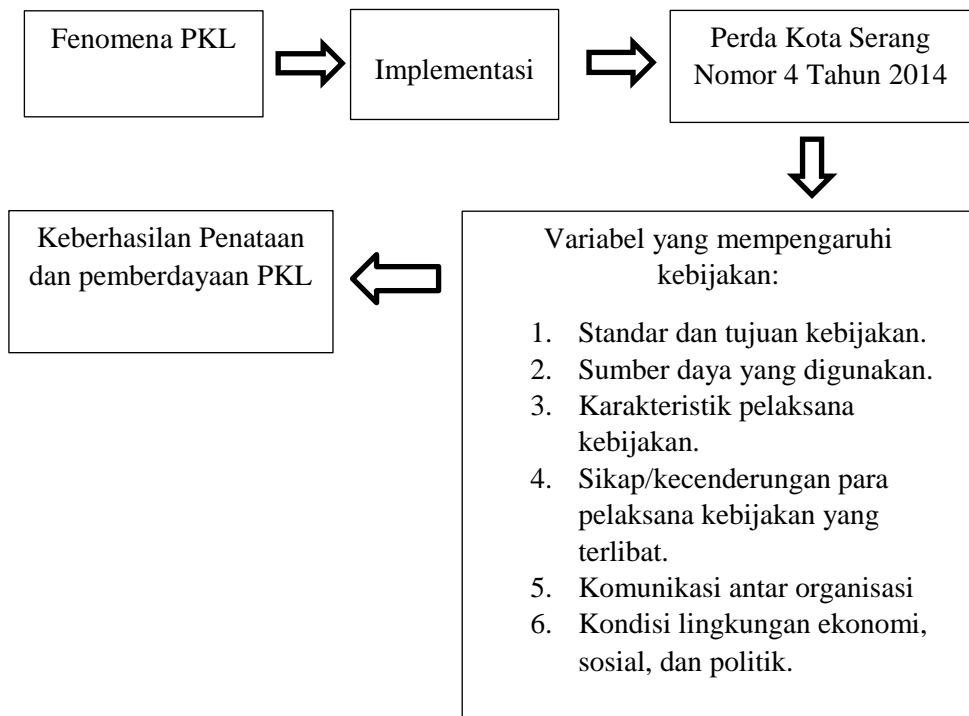 Fenomena PKL
Implementasi
Perda Kota Serang
Nomor 4 Tahun 2014
Variabel yang mempengaruhi
kebijakan:
1. Standar dan tujuan kebijakan.
2. Sumber daya yang digunakan.
3. Karakteristik pelaksana
kebijakan.
4. Sikap/kecenderungan para
pelaksana kebijakan yang
terlibat.
5. Komunikasi antar organisasi
6. Kondisi lingkungan ekonomi,
sosial, dan politik.
Keberhasilan Penataan
dan pemberdayaan PKL